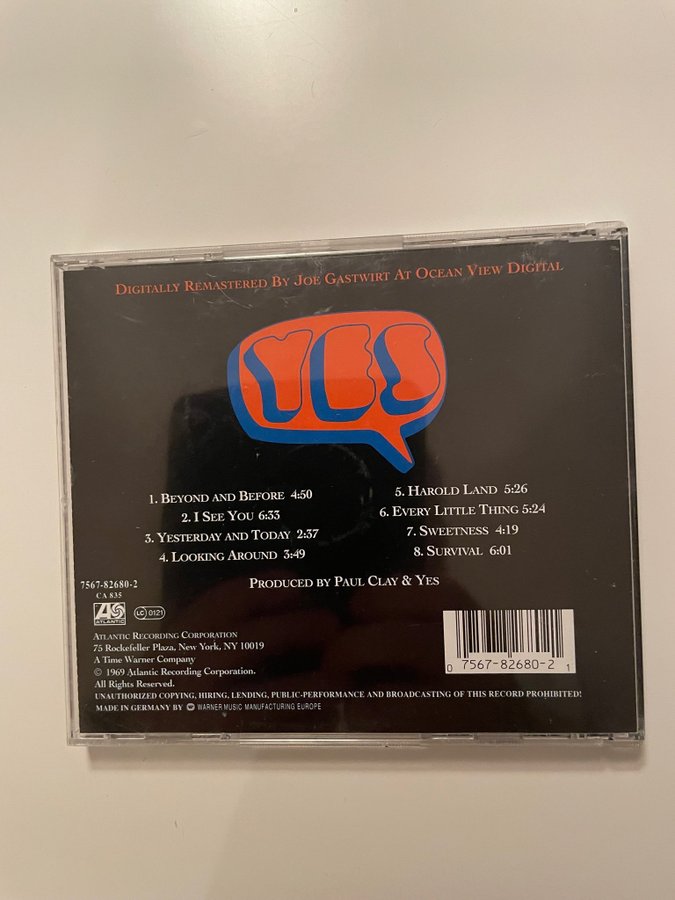 Digitally Remastered By Joe Gastwirt At Ocean View Digital
YES
1. Beyond and Before 4:50
2. I See You 6:33
3. Yesterday and Today 2:37
4. Looking Around 3:49
5. Harold Land 5:26
6. Every Little Thing 5:24
7. Sweetness 4:19
8. Survival 6:01
Produced by Paul Clay & Yes
7567-82680-2
CA 835
ATLANTIC
LC 0121
Atlantic Recording Corporation
75 Rockefeller Plaza, New York, NY 10019
A Time Warner Company
© 1969 Atlantic Recording Corporation.
All Rights Reserved.
UNAUTHORIZED COPYING, HIRING, LENDING, PUBLIC-PERFORMANCE AND BROADCASTING OF THIS RECORD PROHIBITED!
MADE IN GERMANY BY WARNER MUSIC MANUFACTURING EUROPE
0 7567-82680-2 1